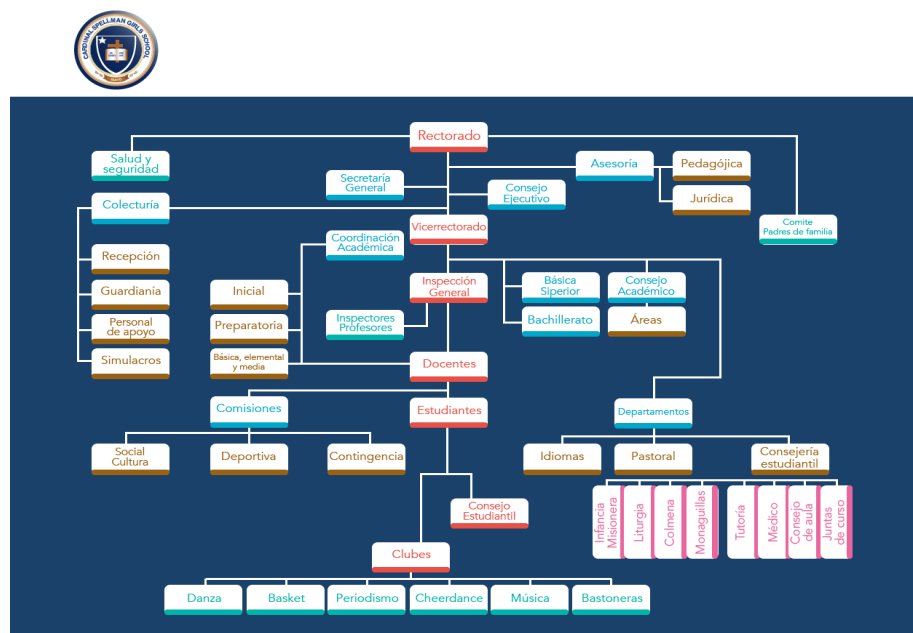 CARDINAL SPELLMAN GIRLS SCHOOL
Rectorado
Salud y
seguridad
Secretaría
General
Consejo
Ejecutivo
Asesoría
Pedagójica
Jurídica
Colecturía
Vicerrectorado
Comite
Padres de familia
Coordinación
Académica
Recepción
Guardianía
Personal
de apoyo
Simulacros
Inicial
Preparatoria
Básica, elemental
y media
Inspección
General
Inspectores
Profesores
Básica
Siperior
Bachillerato
Consejo
Académico
Áreas
Docentes
Comisiones
Estudiantes
Departamentos
Social
Cultura
Deportiva
Contingencia
Idiomas
Pastoral
Consejería
estudiantil
Infancia
Misionera
Liturgia
Colmena
Monaguillas
Tutoría
Médico
Consejo
de aula
Juntas
de curso
Consejo
Estudiantil
Clubes
Danza
Basket
Periodismo
Cheerdance
Música
Bastoneras